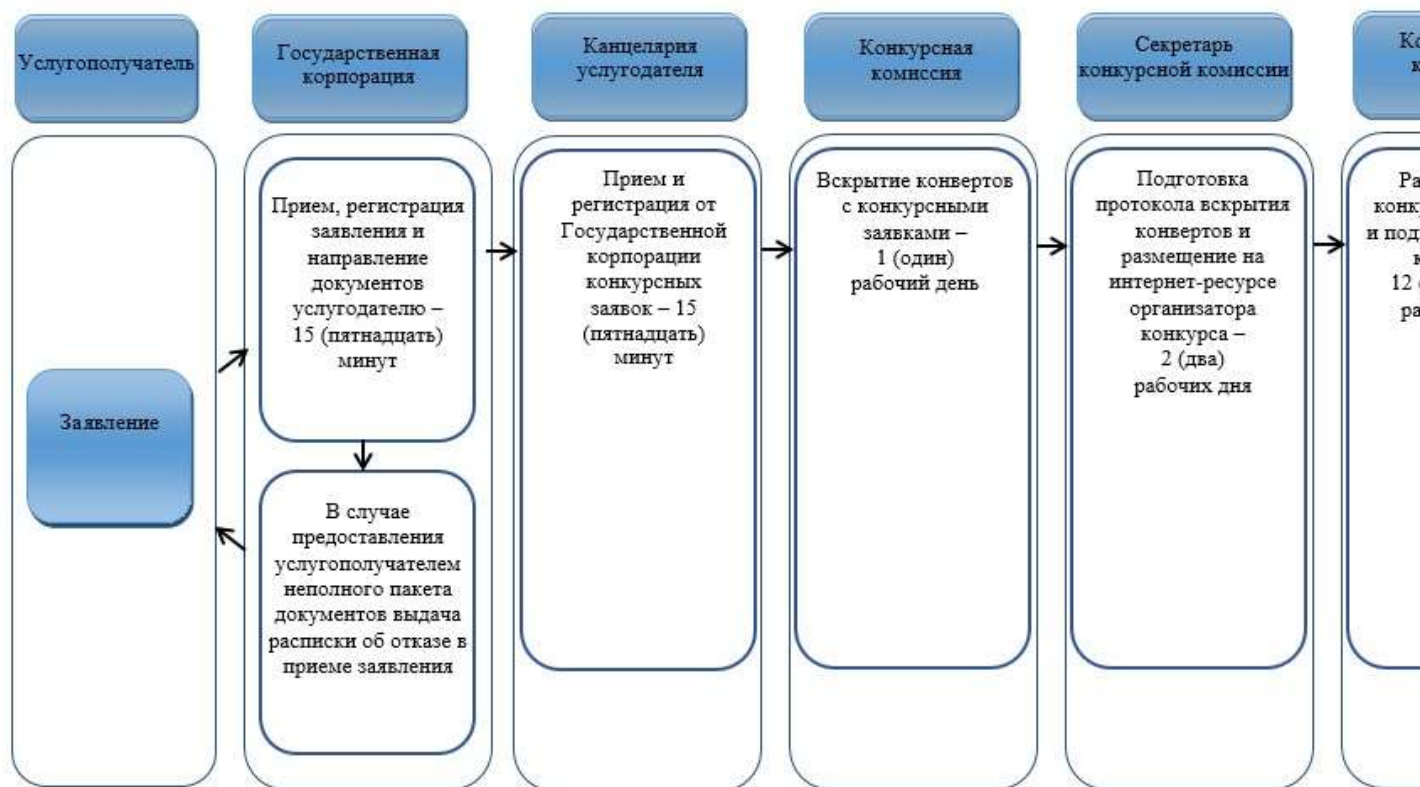 Услугополучатель
Государственная
корпорация
Канцелярия
услугодателя
Конкурсная
комиссия
Секретарь
конкурсной комиссии
Заявление
Прием, регистрация
заявления и
направление
документов
услугодателю –
15 (пятнадцать)
минут
В случае
предоставления
услугополучателем
неполного пакета
документов выдача
расписки об отказе в
приеме заявления
Прием и
регистрация от
Государственной
корпорации
конкурсных
заявок – 15
(пятнадцать)
минут
Вскрытие конвертов
с конкурсными
заявками –
1 (один)
рабочий день
Подготовка
протокола вскрытия
конвертов и
размещение на
интернет-ресурсе
организатора
конкурса –
2 (два)
рабочих дня
и
12